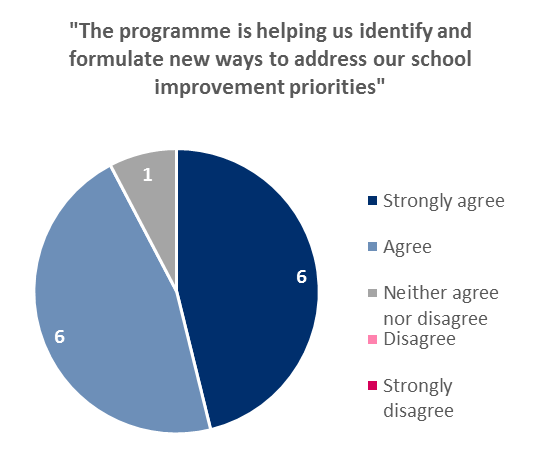 "The programme is helping us identify and
formulate new ways to address our school
improvement priorities"
1
6
6
Strongly agree
Agree
Neither agree
nor disagree
Disagree
Strongly
disagree